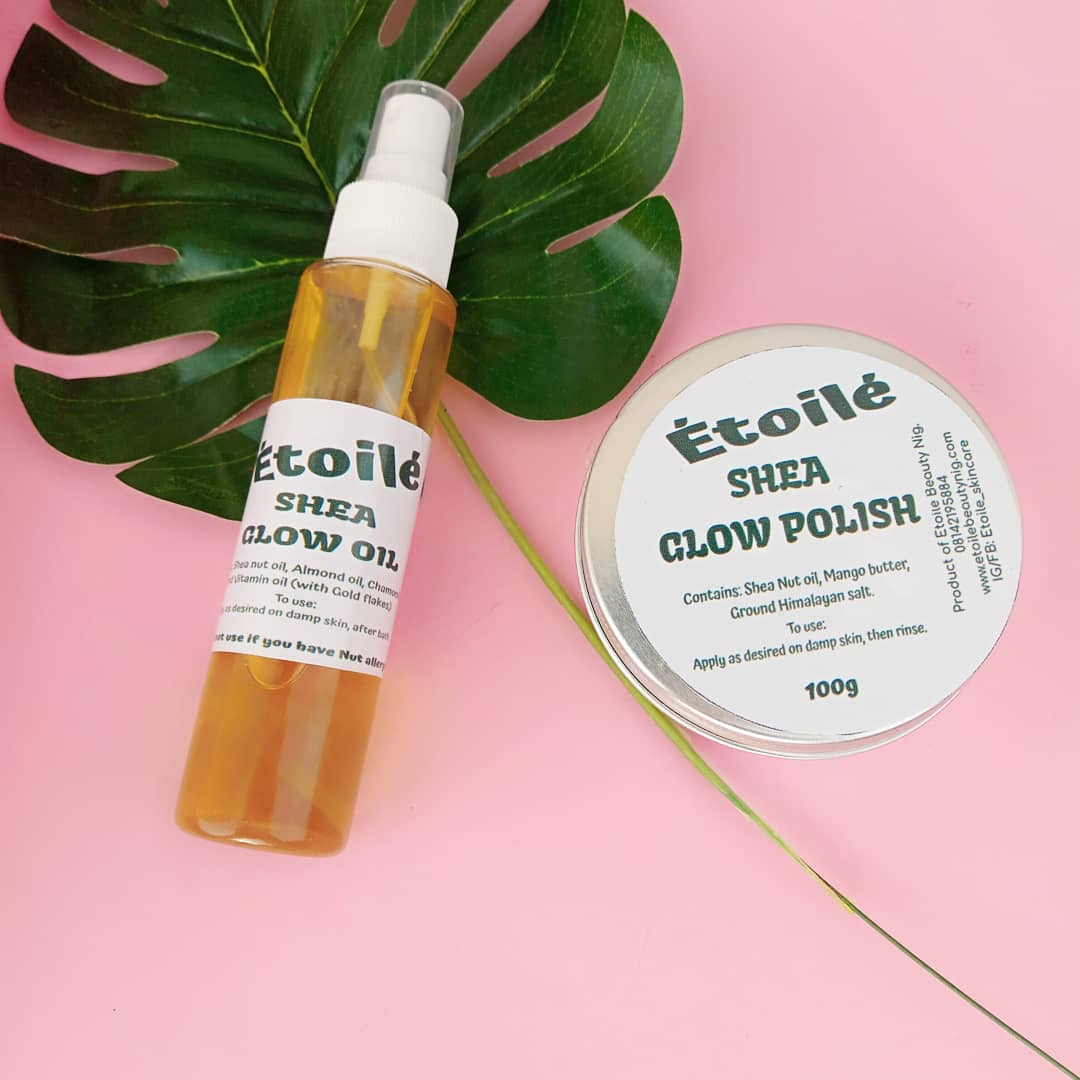 Étoilé
SHEA
GLOW OIL
Shea nut oil, Almond oil,
Vitamin oil (with Gold flakes)
To use:
as desired on damp skin, after bath
use if you have Nut
Étoilé
SHEA
GLOW POLISH
Contains: Shea Nut oil, Mango butter,
Ground Himalayan salt.
To use:
Apply as desired on damp skin, then rinse.
100g
Product of Etoile Beauty Nig.
08142195884
www.etoilebeautynig.com
IG/FB: Etoile_skincare